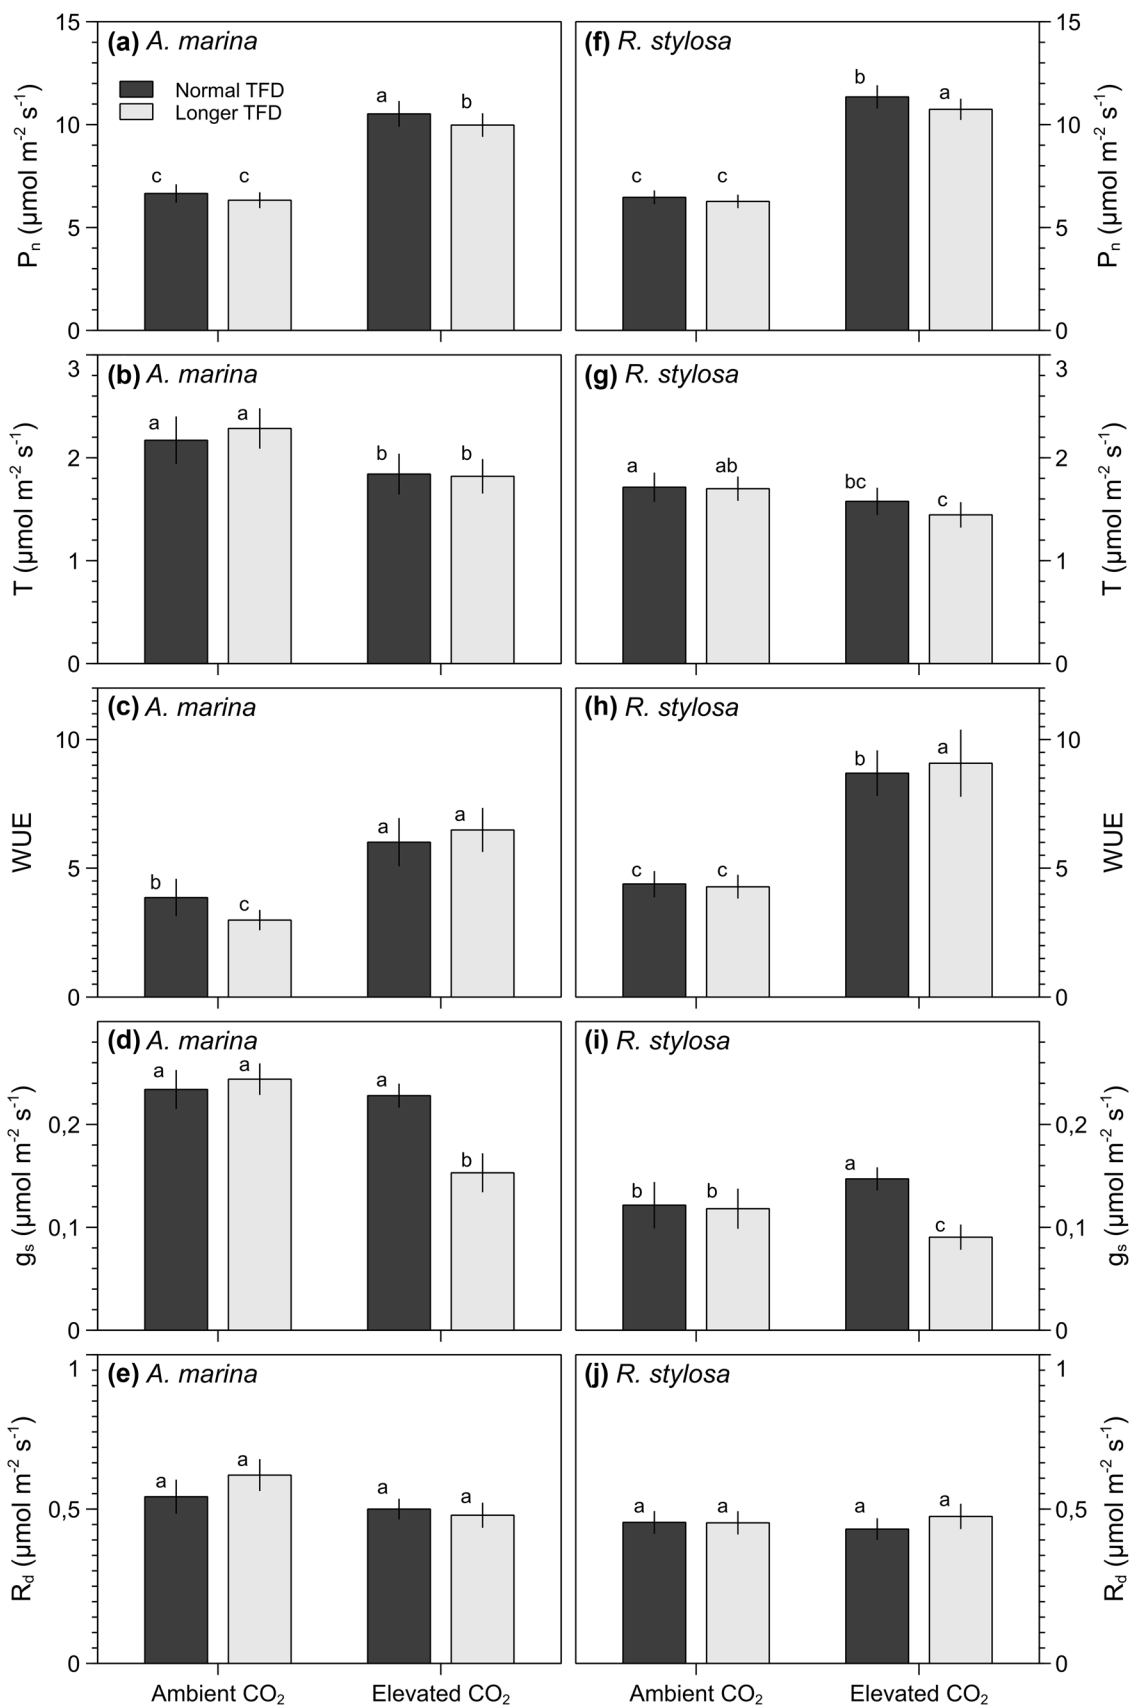 (a) A. marina
Normal TFD
Longer TFD
15
10
5
0
Pn (μmol m-2 s-1)
c
c
a
b
(f) R. stylosa
c
c
b
a
15
10
5
0
Pn (μmol m-2 s-1)
(b) A. marina
3
2
1
0
T (μmol m-2 s-1)
a
a
b
b
(g) R. stylosa
a
ab
bc
c
3
2
1
0
T (μmol m-2 s-1)
(c) A. marina
10
5
0
WUE
b
c
a
a
(h) R. stylosa
c
c
b
a
10
5
0
WUE
(d) A. marina
0,2
0,1
0
gs (μmol m-2 s-1)
a
a
a
b
(i) R. stylosa
b
b
a
c
0,2
0,1
0
gs (μmol m-2 s-1)
(e) A. marina
1
0,5
0
Rd (μmol m-2 s-1)
a
a
a
a
(j) R. stylosa
a
a
a
a
1
0,5
0
Rd (μmol m-2 s-1)
Ambient CO2
Elevated CO2
Ambient CO2
Elevated CO2